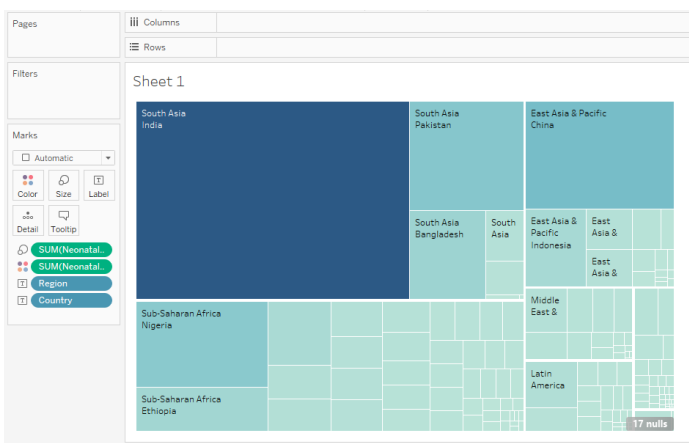 Pages
Columns
Rows
Filters
Sheet 1
Marks
Automatic
Color
Size
Label
Detail
Tooltip
SUM(Neonatal..
SUM(Neonatal..
Region
Country
South Asia
India
South Asia
Pakistan
East Asia & Pacific
China
South Asia
Bangladesh
South
Asia
East Asia &
Pacific
Indonesia
East
Asia &
East
Asia &
Sub-Saharan Africa
Nigeria
Middle
East &
Latin
America
Sub-Saharan Africa
Ethiopia
17 nulls